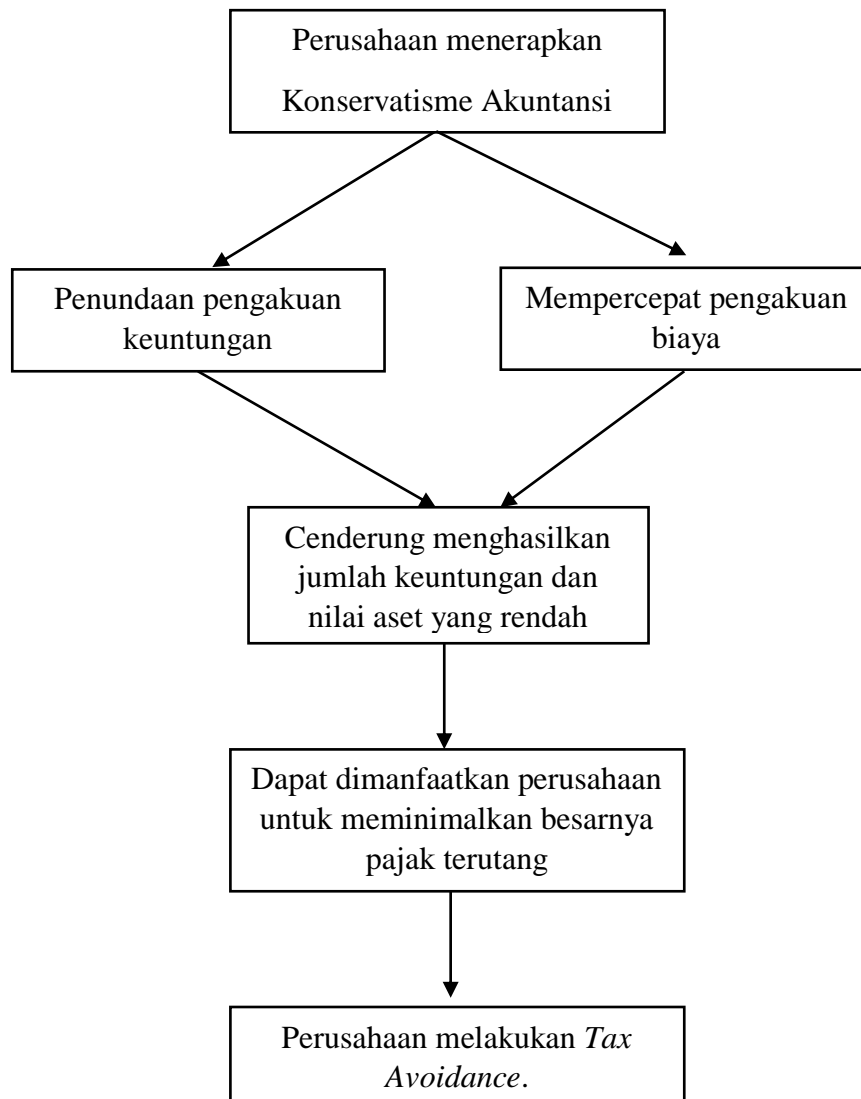 Perusahaan menerapkan
Konservatisme Akuntansi
Penundaan pengakuan
keuntungan
Mempercepat pengakuan
biaya
Cenderung menghasilkan
jumlah keuntungan dan
nilai aset yang rendah
Dapat dimanfaatkan perusahaan
untuk meminimalkan besarnya
pajak terutang
Perusahaan melakukan Tax
Avoidance.